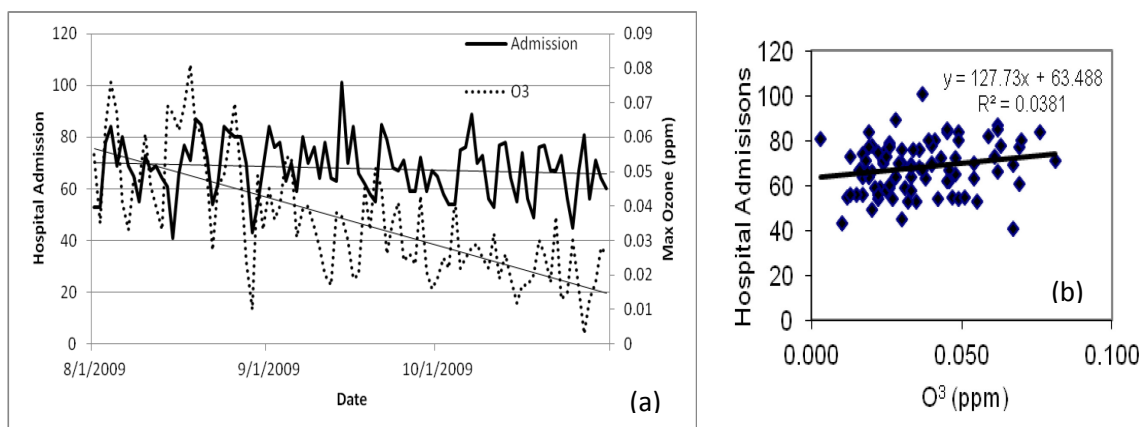 120
100
80
60
40
20
0
Hospital Admission
Admission
O3
0.09
0.08
0.07
0.06
0.05
0.04
0.03
0.02
0.01
0
Max Ozone (ppm)
8/1/2009 9/1/2009 10/1/2009
Date
(a)
120
100
80
60
40
20
0
Hospital Admisisons
y = 127.73x + 63.488
R² = 0.0381
(b)
0.000 0.050 0.100
O³ (ppm)